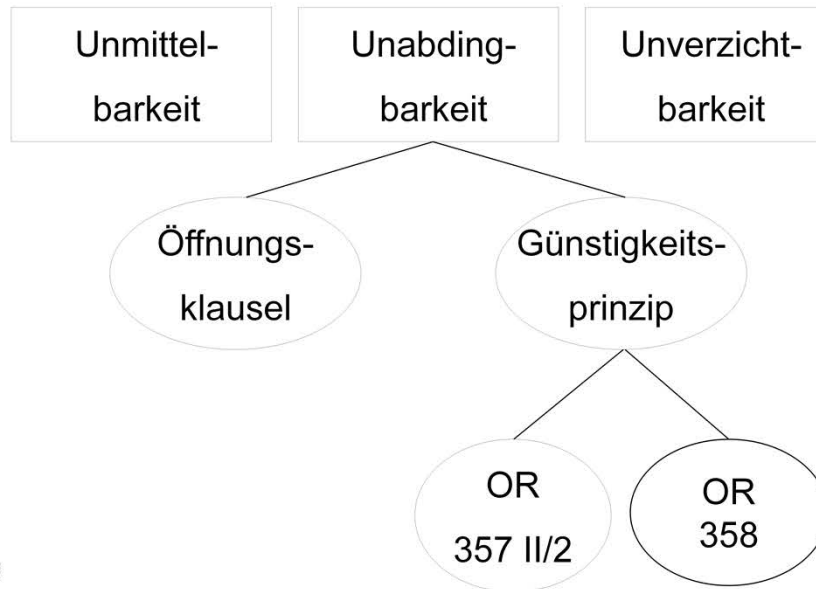 Unmittel-
barkeit
Unabding-
barkeit
Unverzicht-
barkeit
Öffnungs-
klausel
Günstigkeits-
prinzip
OR
357 II/2
OR
358